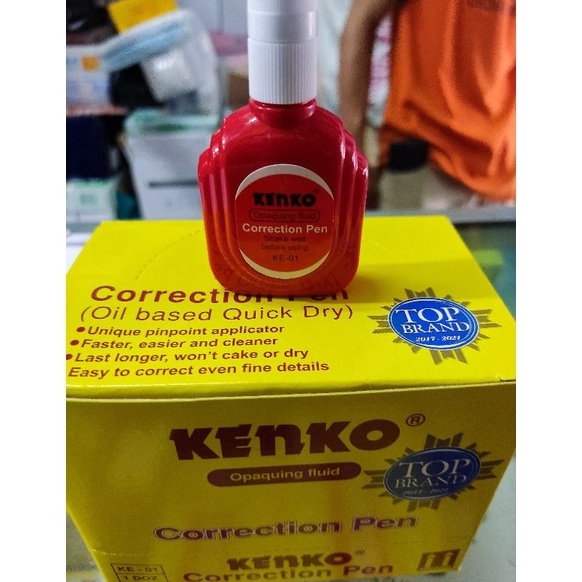 KENKO
Opaquing fluid
Correction Pen
Shake well
before using
KE-01
Correction Pen
(Oil based Quick Dry)
•Unique pinpoint applicator
•Faster, easier and cleaner
•Last longer, won't cake or dry
Easy to correct even fine details
TOP
BRAND
2017 - 2021
KENKO®
Opaquing fluid
TOP
BRAND
2017 - 2021
Correction Pen
KE - 01
1 DOZ
KENKO
Correction Pen